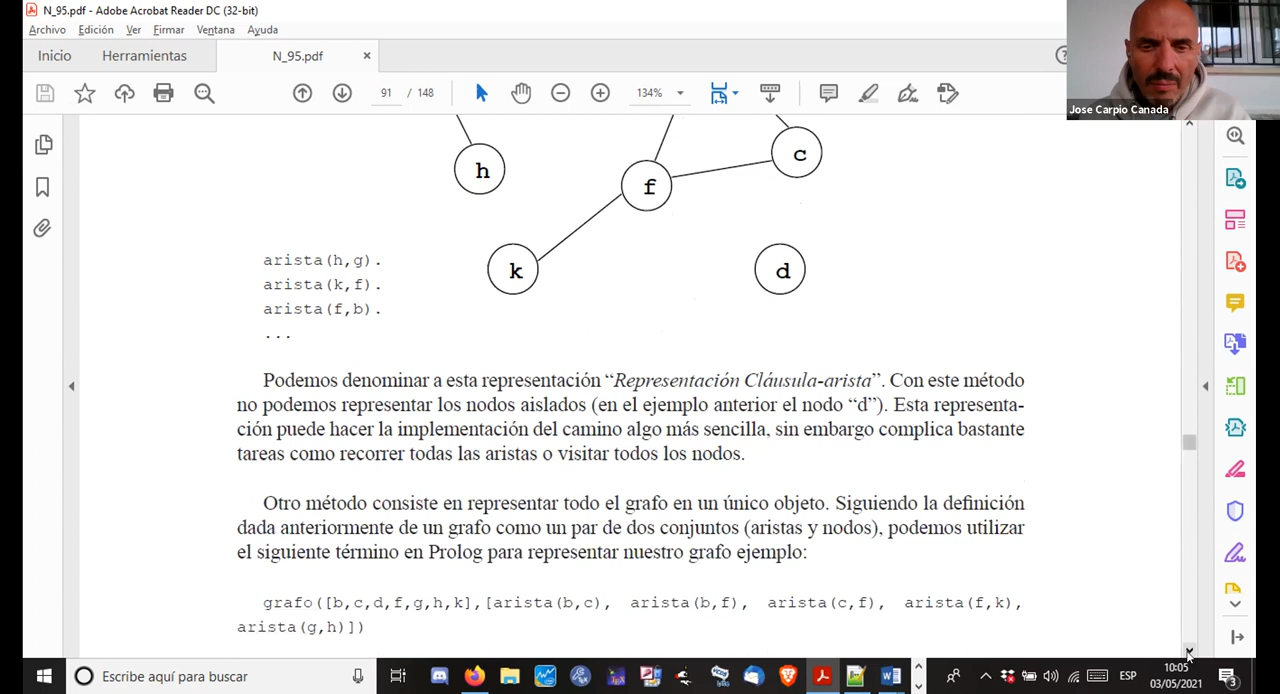 N_95.pdf - Adobe Acrobat Reader DC (32-bit)
Archivo Edición Ver Firmar Ventana Ayuda
Inicio Herramientas N_95.pdf ×
91 / 148 134%
Jose Carpio Canada
h
f
c
k
d
arista(h,g).
arista(k,f).
arista(f,b).
...
Podemos denominar a esta representación “Representación Cláusula-arista”. Con este método
no podemos representar los nodos aislados (en el ejemplo anterior el nodo “d”). Esta representa-
ción puede hacer la implementación del camino algo más sencilla, sin embargo complica bastante
tareas como recorrer todas las aristas o visitar todos los nodos.
Otro método consiste en representar todo el grafo en un único objeto. Siguiendo la definición
dada anteriormente de un grafo como un par de dos conjuntos (aristas y nodos), podemos utilizar
el siguiente término en Prolog para representar nuestro grafo ejemplo:
grafo([b,c,d,f,g,h,k],[arista(b,c), arista(b,f), arista(c,f), arista(f,k),
arista(g,h)])
Escribe aquí para buscar
ESP
10:05
03/05/2021
3